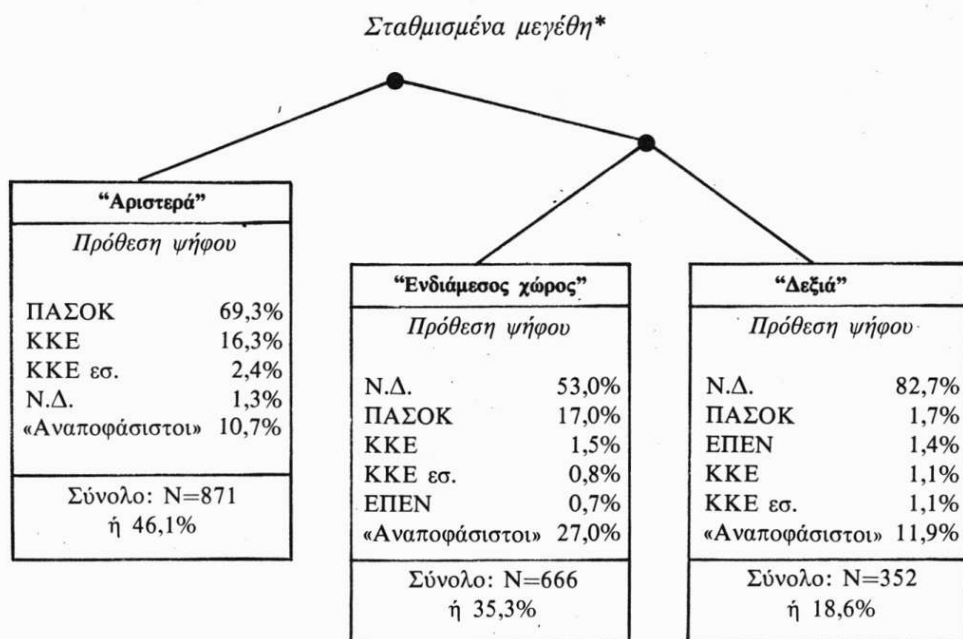 Σταθμισμένα μεγέθη*
“Αριστερά”
Πρόθεση ψήφου
ΠΑΣΟΚ 69,3%
ΚΚΕ 16,3%
ΚΚΕ εσ. 2,4%
Ν.Δ. 1,3%
«Αναποφάσιστοι» 10,7%
Σύνολο: Ν=871
ή 46,1%
“Ενδιάμεσος χώρος”
Πρόθεση ψήφου
Ν.Δ. 53,0%
ΠΑΣΟΚ 17,0%
ΚΚΕ 1,5%
ΚΚΕ εσ. 0,8%
ΕΠΕΝ 0,7%
«Αναποφάσιστοι» 27,0%
Σύνολο: Ν=666
ή 35,3%
“Δεξιά”
Πρόθεση ψήφου
Ν.Δ. 82,7%
ΠΑΣΟΚ 1,7%
ΕΠΕΝ 1,4%
ΚΚΕ 1,1%
ΚΚΕ εσ. 1,1%
«Αναποφάσιστοι» 11,9%
Σύνολο: Ν=352
ή 18,6%